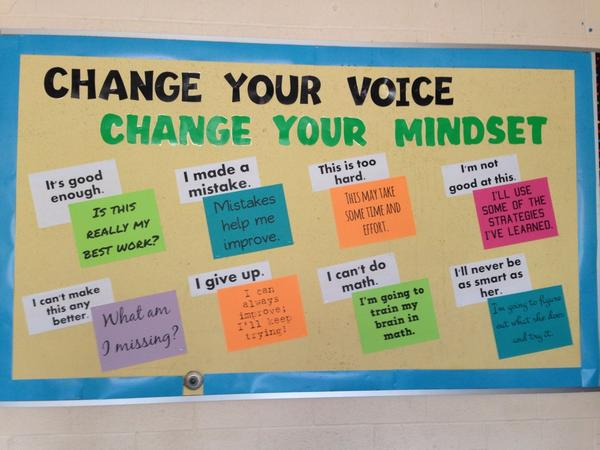 CHANGE YOUR VOICE
CHANGE YOUR MINDSET
It's good
enough.
Is this
really my
best work?
I made a
mistake.
Mistakes
help me
improve.
This is too
hard.
THIS MAY TAKE
SOME TIME AND
EFFORT.
I'm not
good at this.
I'LL USE
SOME OF THE
STRATEGIES
I'VE LEARNED.
I can't make
this any
better.
What am
I missing?
I give up.
I can
always
improve;
I'll keep
trying!
I can't do
math.
I'm going to
train my
brain in
math.
I'll never be
as smart as
her.
I'm going to figure
out what she does
and try it.